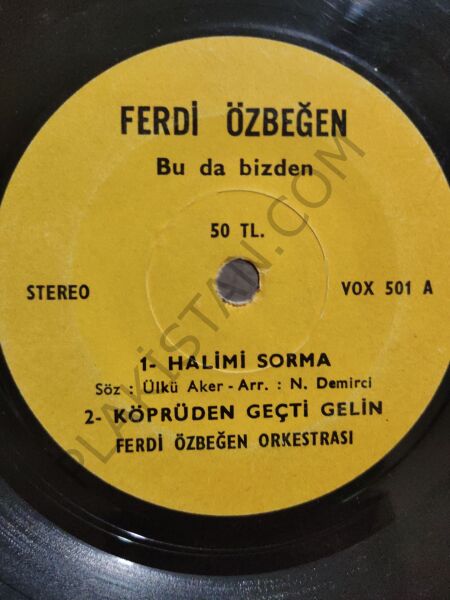 FERDİ ÖZBEĞEN
Bu da bizden
50 TL.
STEREO
VOX 501 A
1- HALİMİ SORMA
Söz : Ülkü Aker - Arr. : N. Demirci
2- KÖPRÜDEN GEÇTİ GELİN
FERDİ ÖZBEĞEN ORKESTRASI
PLAKİSTAN.COM